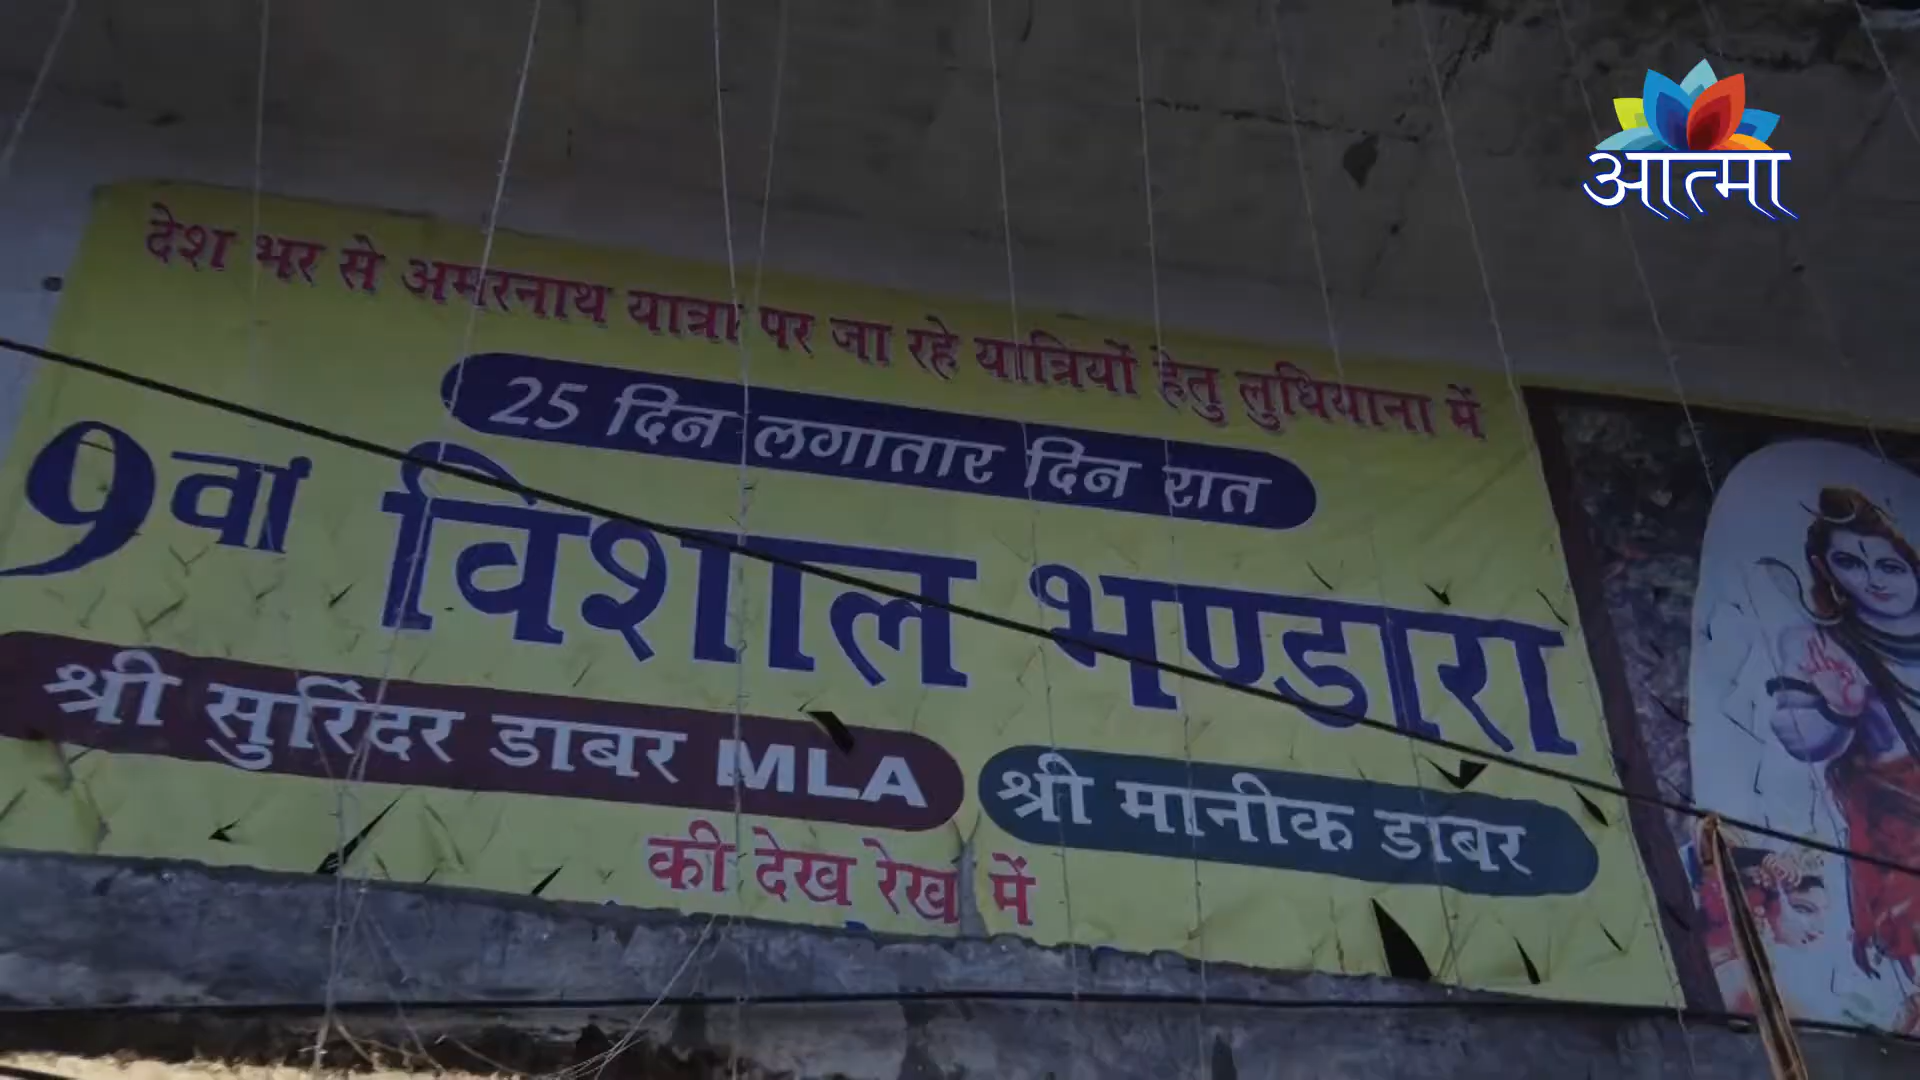 आत्मा
देश भर से अमरनाथ यात्रा पर जा रहे यात्रियों हेतु लुधियाना में
25 दिन लगातार दिन रात
9वां विशाल भण्डारा
श्री सुरिंदर डाबर MLA श्री मानीक डाबर
की देख रेख में